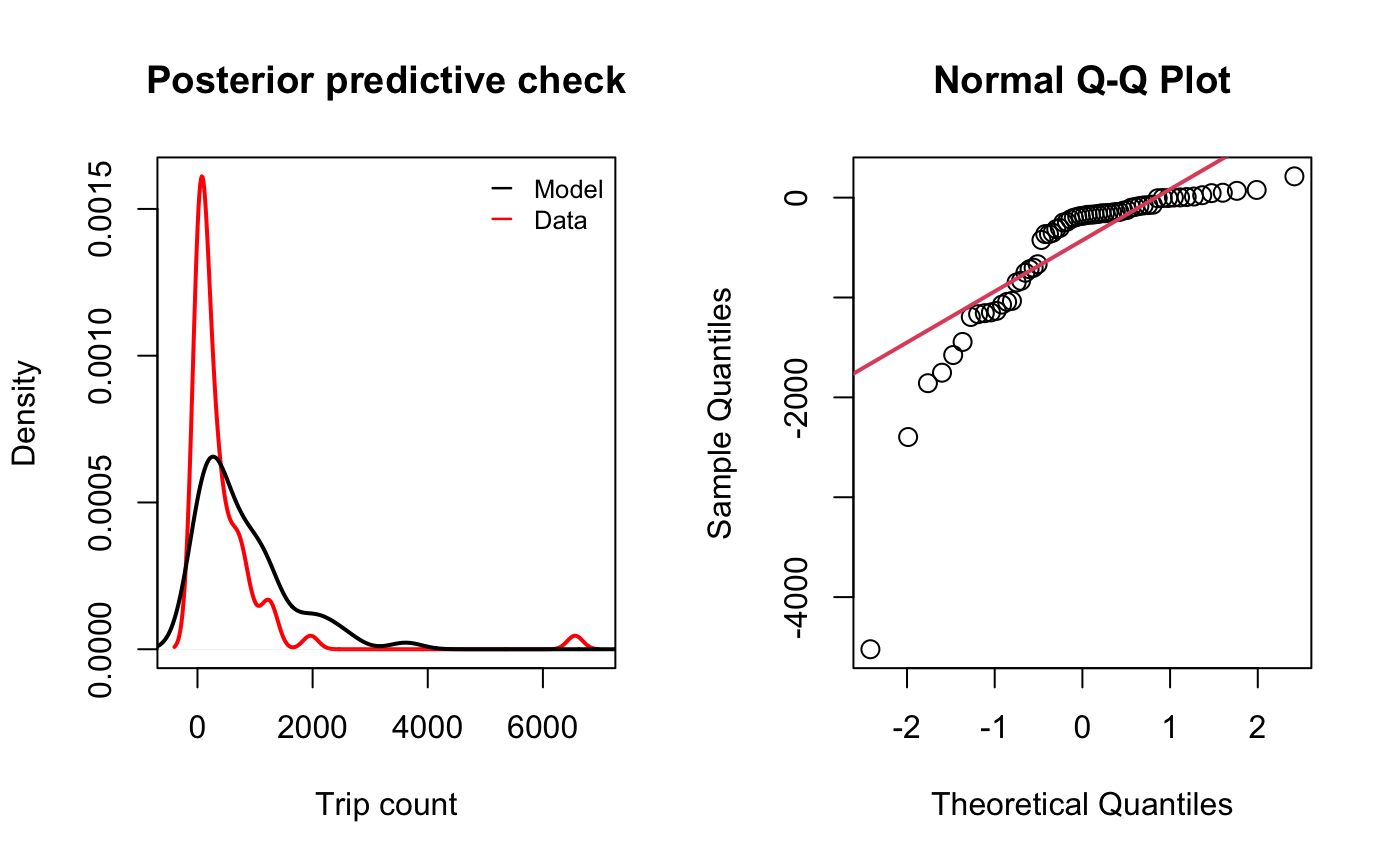 Posterior predictive check
Density
0.0000
0.0005
0.0010
0.0015
Model
Data
0
2000
4000
6000
Trip count
Normal Q-Q Plot
Sample Quantiles
-4000
-2000
0
-2
-1
0
1
2
Theoretical Quantiles